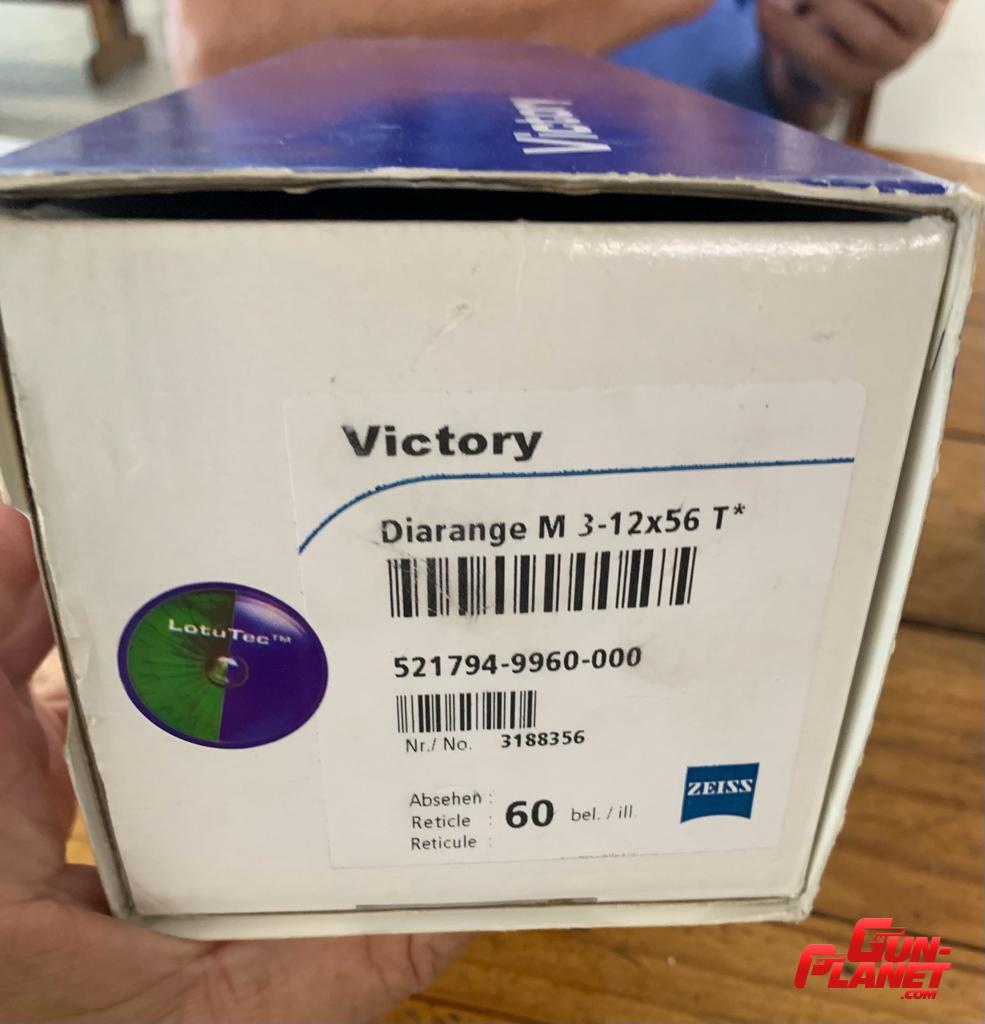 Victory
Victory
Diarange M 3-12x56 T*
LotuTec™
521794-9960-000
Nr./ No. 3188356
Absehen :
Reticle : 60 bel. / ill.
Reticule :
ZEISS
GUN-
PLANET
.COM